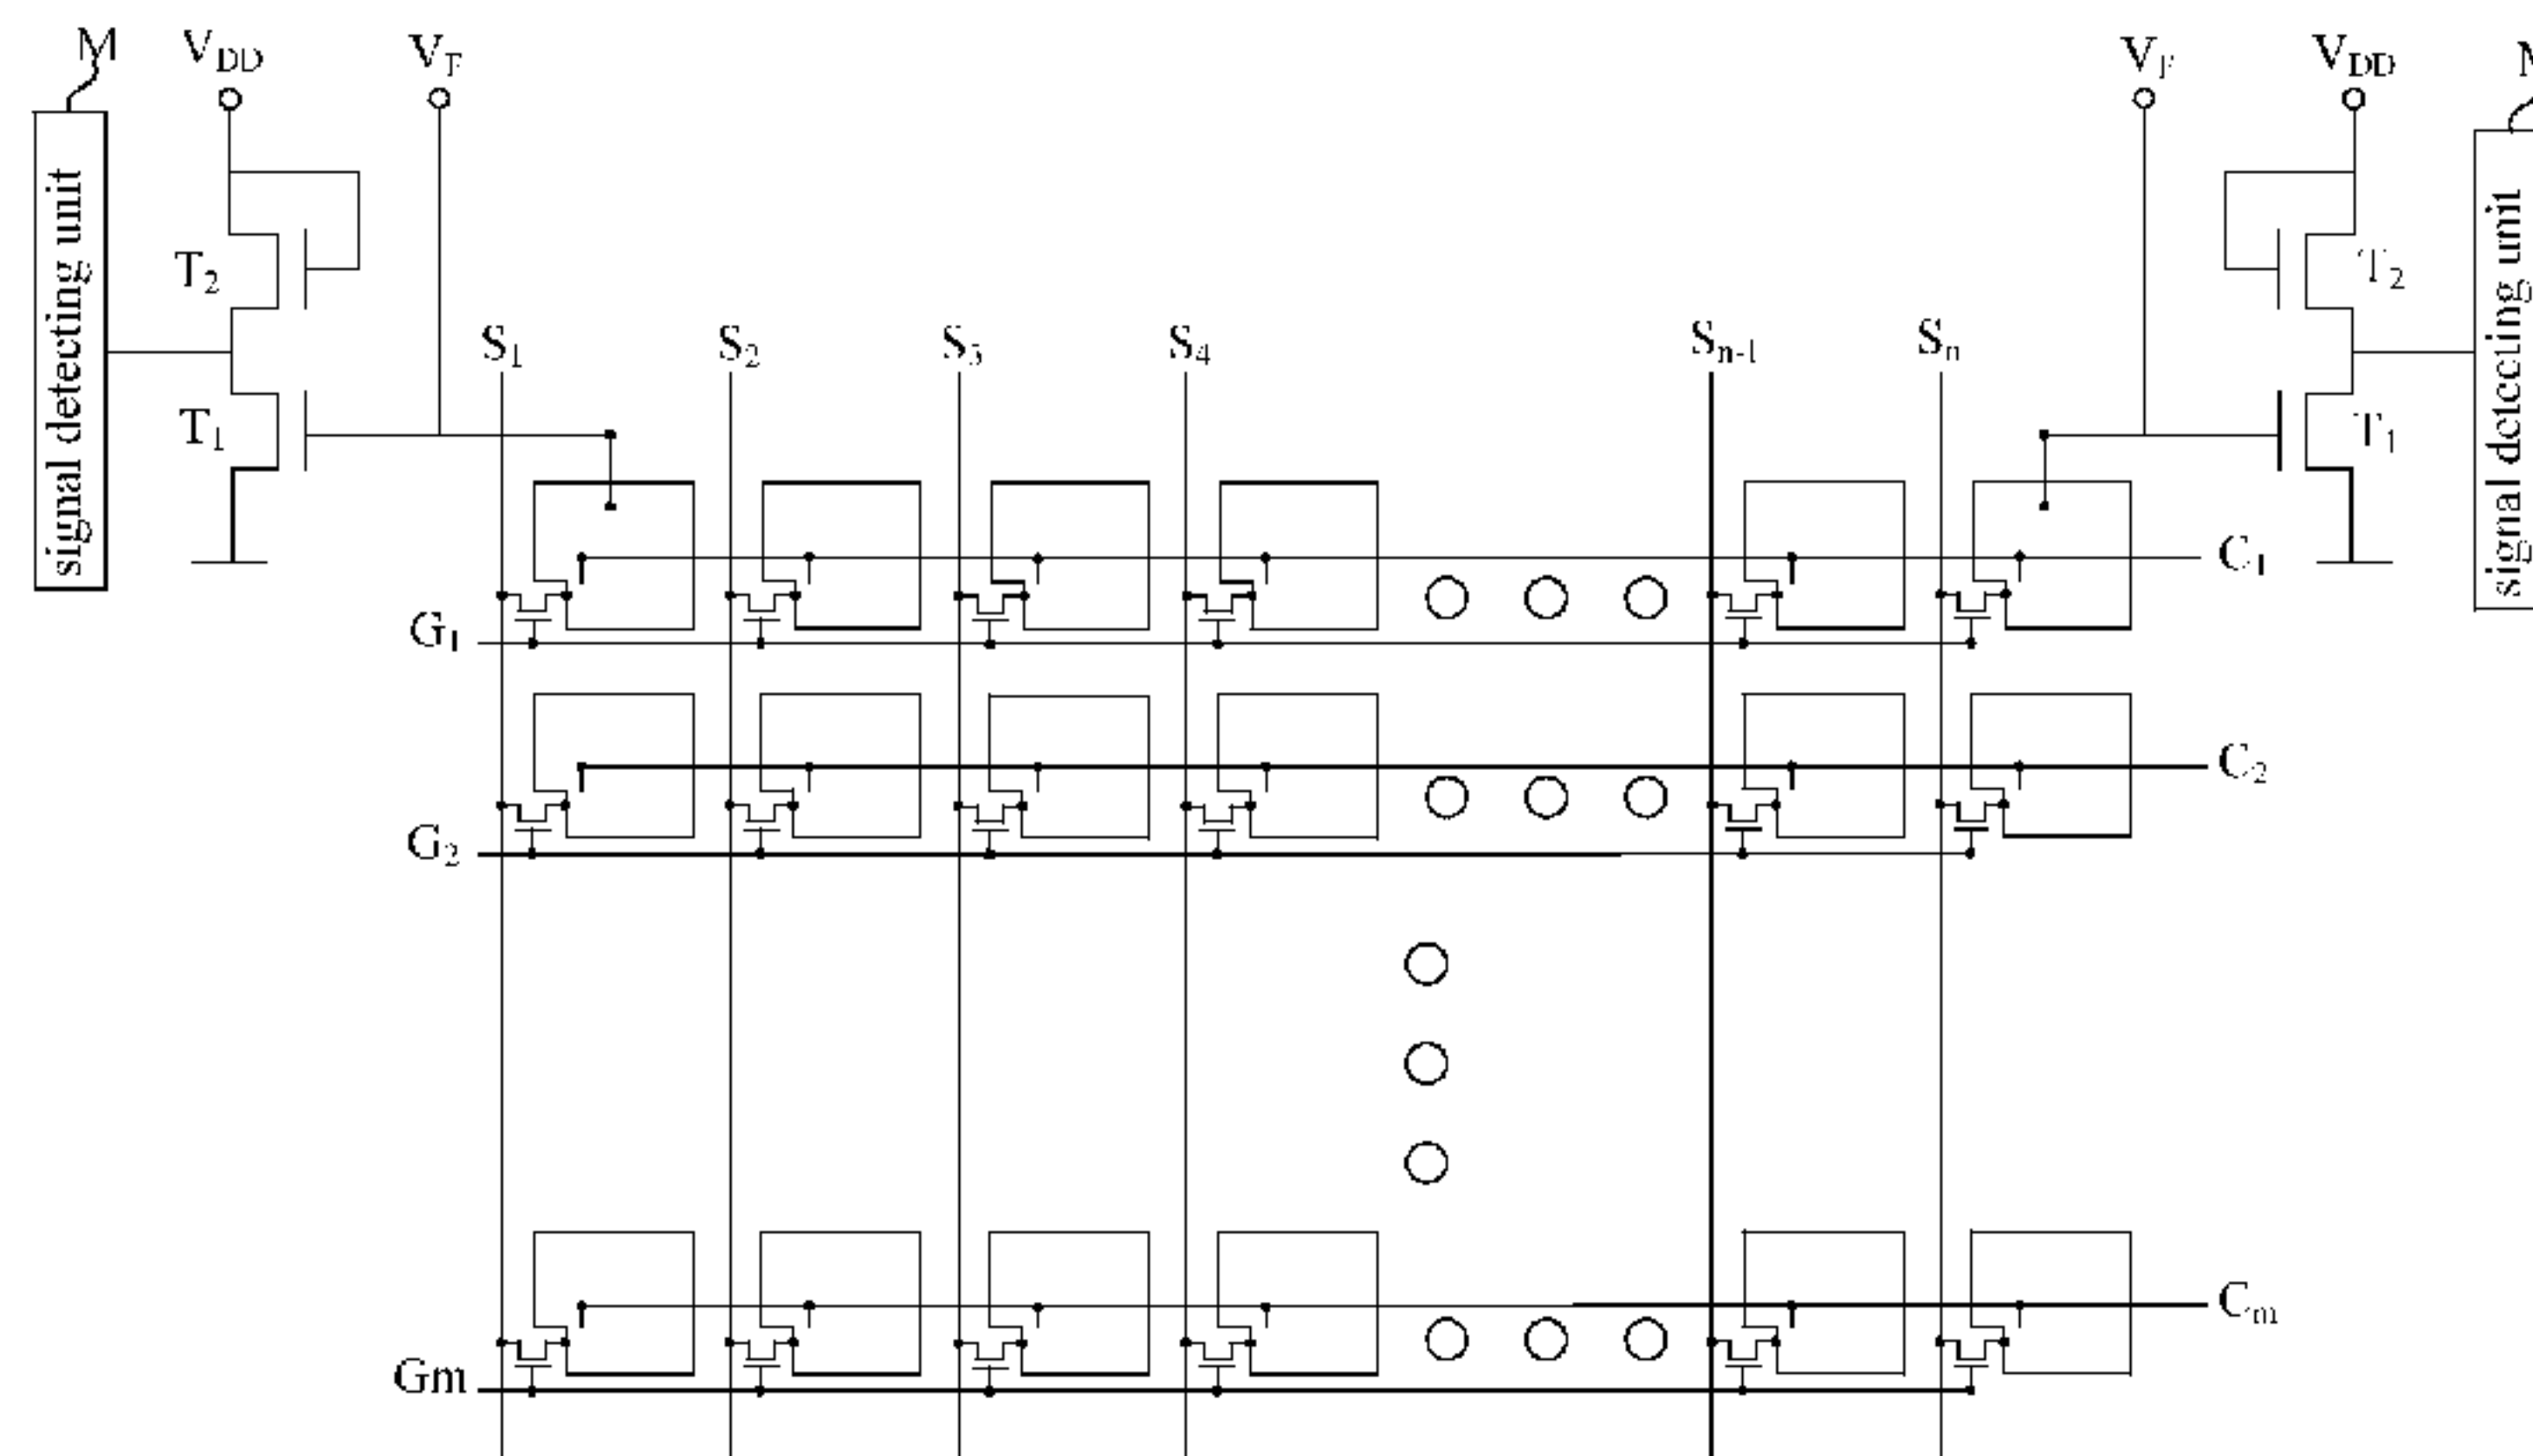 M V_DD V_F V_F V_DD M
signal detecting unit
T_2
T_1
S_1 S_2 S_3 S_4 S_n-1 S_n
T_2
T_1
signal detecting unit
C_1
G_1
C_2
G_2
C_m
Gm